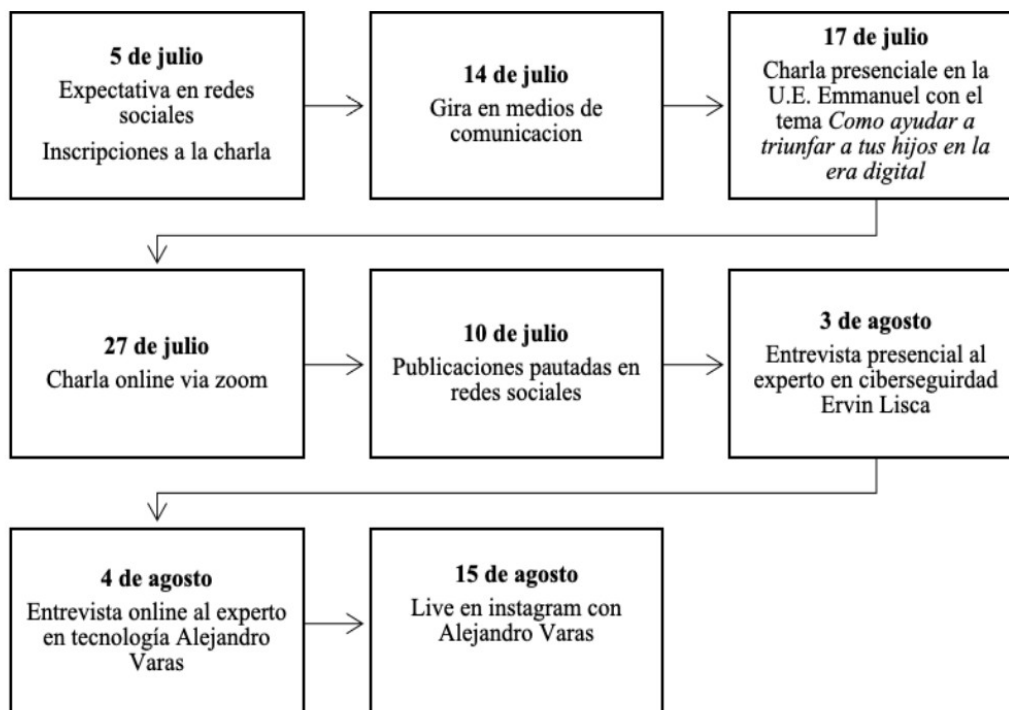 5 de julio
Expectativa en redes
sociales
Inscripciones a la charla
14 de julio
Gira en medios de
comunicacion
17 de julio
Charla presenciale en la
U.E. Emmanuel con el
tema Como ayudar a
triunfar a tus hijos en la
era digital
27 de julio
Charla online via zoom
10 de julio
Publicaciones pautadas en
redes sociales
3 de agosto
Entrevista presencial al
experto en ciberseguirdad
Ervin Lisca
4 de agosto
Entrevista online al experto
en tecnología Alejandro
Varas
15 de agosto
Live en instagram con
Alejandro Varas